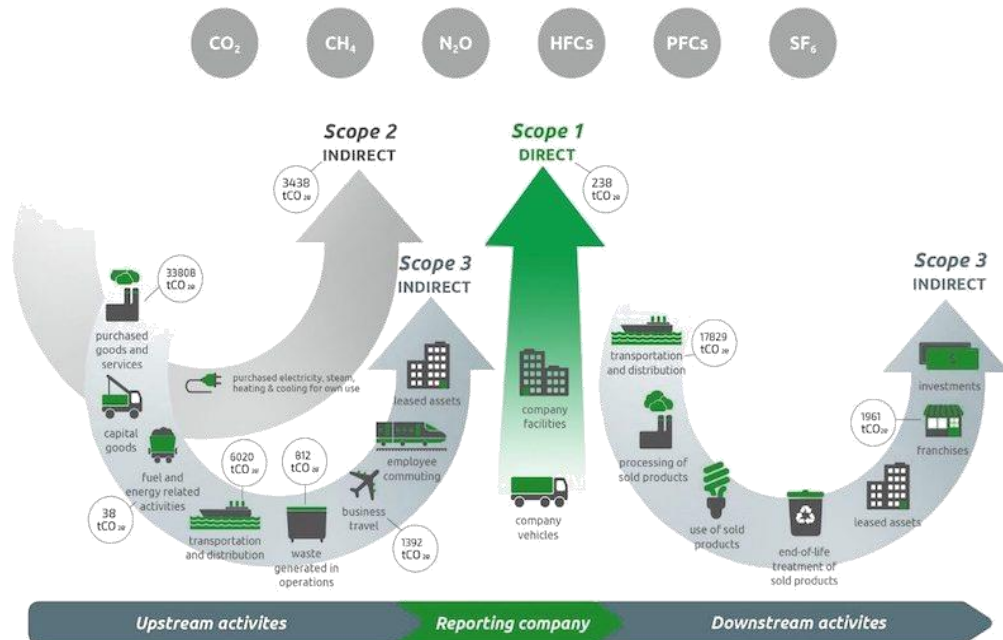 CO₂
CH₄
N₂O
HFCs
PFCs
SF₆
Scope 2
INDIRECT
3438
tCO₂e
Scope 1
DIRECT
238
tCO₂e
Scope 3
INDIRECT
Scope 3
INDIRECT
33808
tCO₂e
purchased
goods and
services
purchased electricity, steam,
heating & cooling for own use
capital
goods
fuel and
energy related
activities
38
tCO₂e
6020
tCO₂e
transportation
and distribution
812
tCO₂e
waste
generated in
operations
business
travel
1392
tCO₂e
employee
commuting
leased assets
company
facilities
company
vehicles
17829
tCO₂e
transportation
and distribution
processing of
sold products
use of sold
products
end-of-life
treatment of
sold products
leased assets
1961
tCO₂e
franchises
investments
Upstream activites
Reporting company
Downstream activites